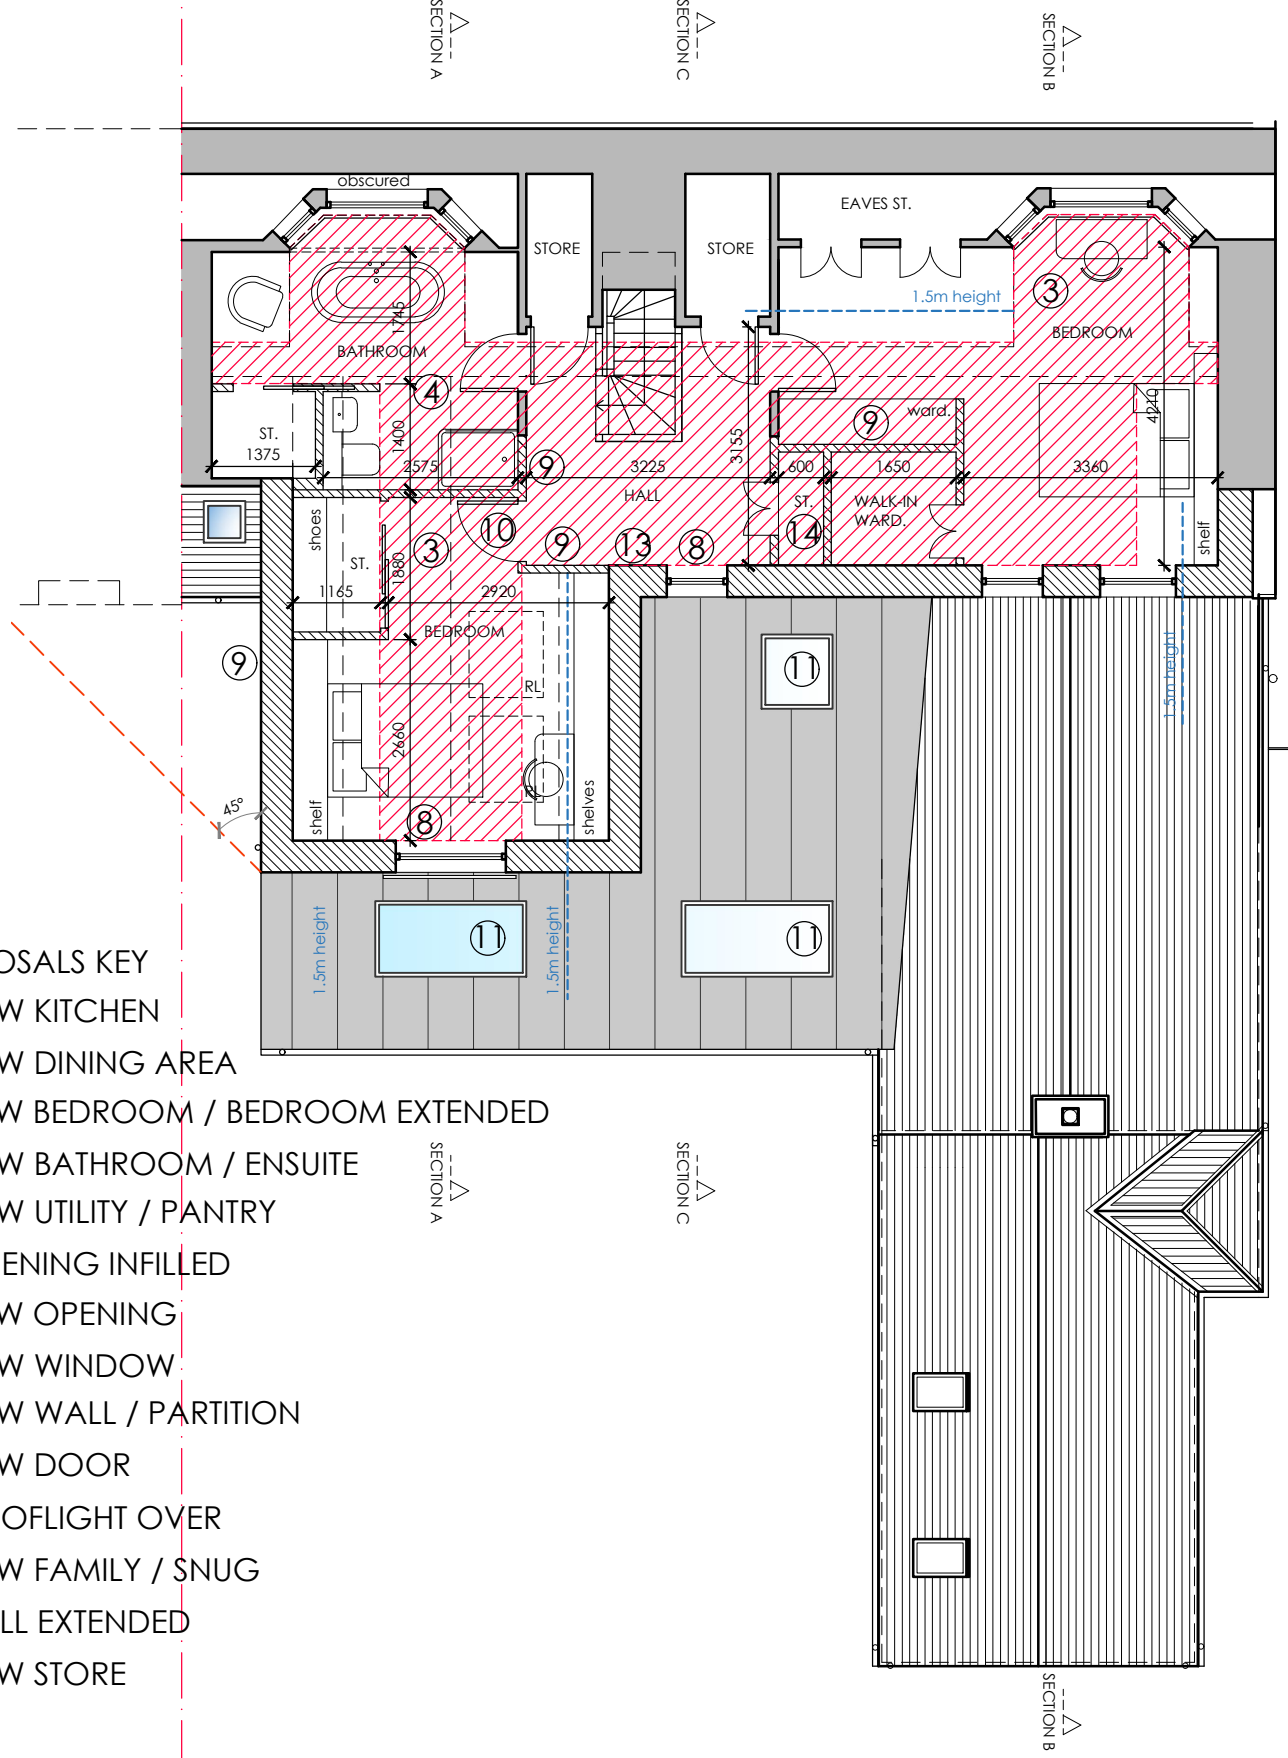 SECTION A
SECTION C
SECTION B
obscured
STORE
STORE
EAVES ST.
1.5m height
3
BEDROOM
1745
BATHROOM
4
ward.
9
4210
ST.
1375
1400
2575
9
3225
3155
600
1650
3360
HALL
ST.
14
WALK-IN
WARD.
shoes
ST.
10
3
9
13
8
shelf
1880
1165
2920
BEDROOM
9
RL
11
1.5m height
2660
RL
45°
shelf
8
shelves
11
11
1.5m height
1.5m height
OSALS KEY
W KITCHEN
W DINING AREA
W BEDROOM / BEDROOM EXTENDED
W BATHROOM / ENSUITE
W UTILITY / PANTRY
ENING INFILLED
W OPENING
W WINDOW
W WALL / PARTITION
W DOOR
OFLIGHT OVER
W FAMILY / SNUG
LL EXTENDED
W STORE
SECTION A
SECTION C
SECTION B